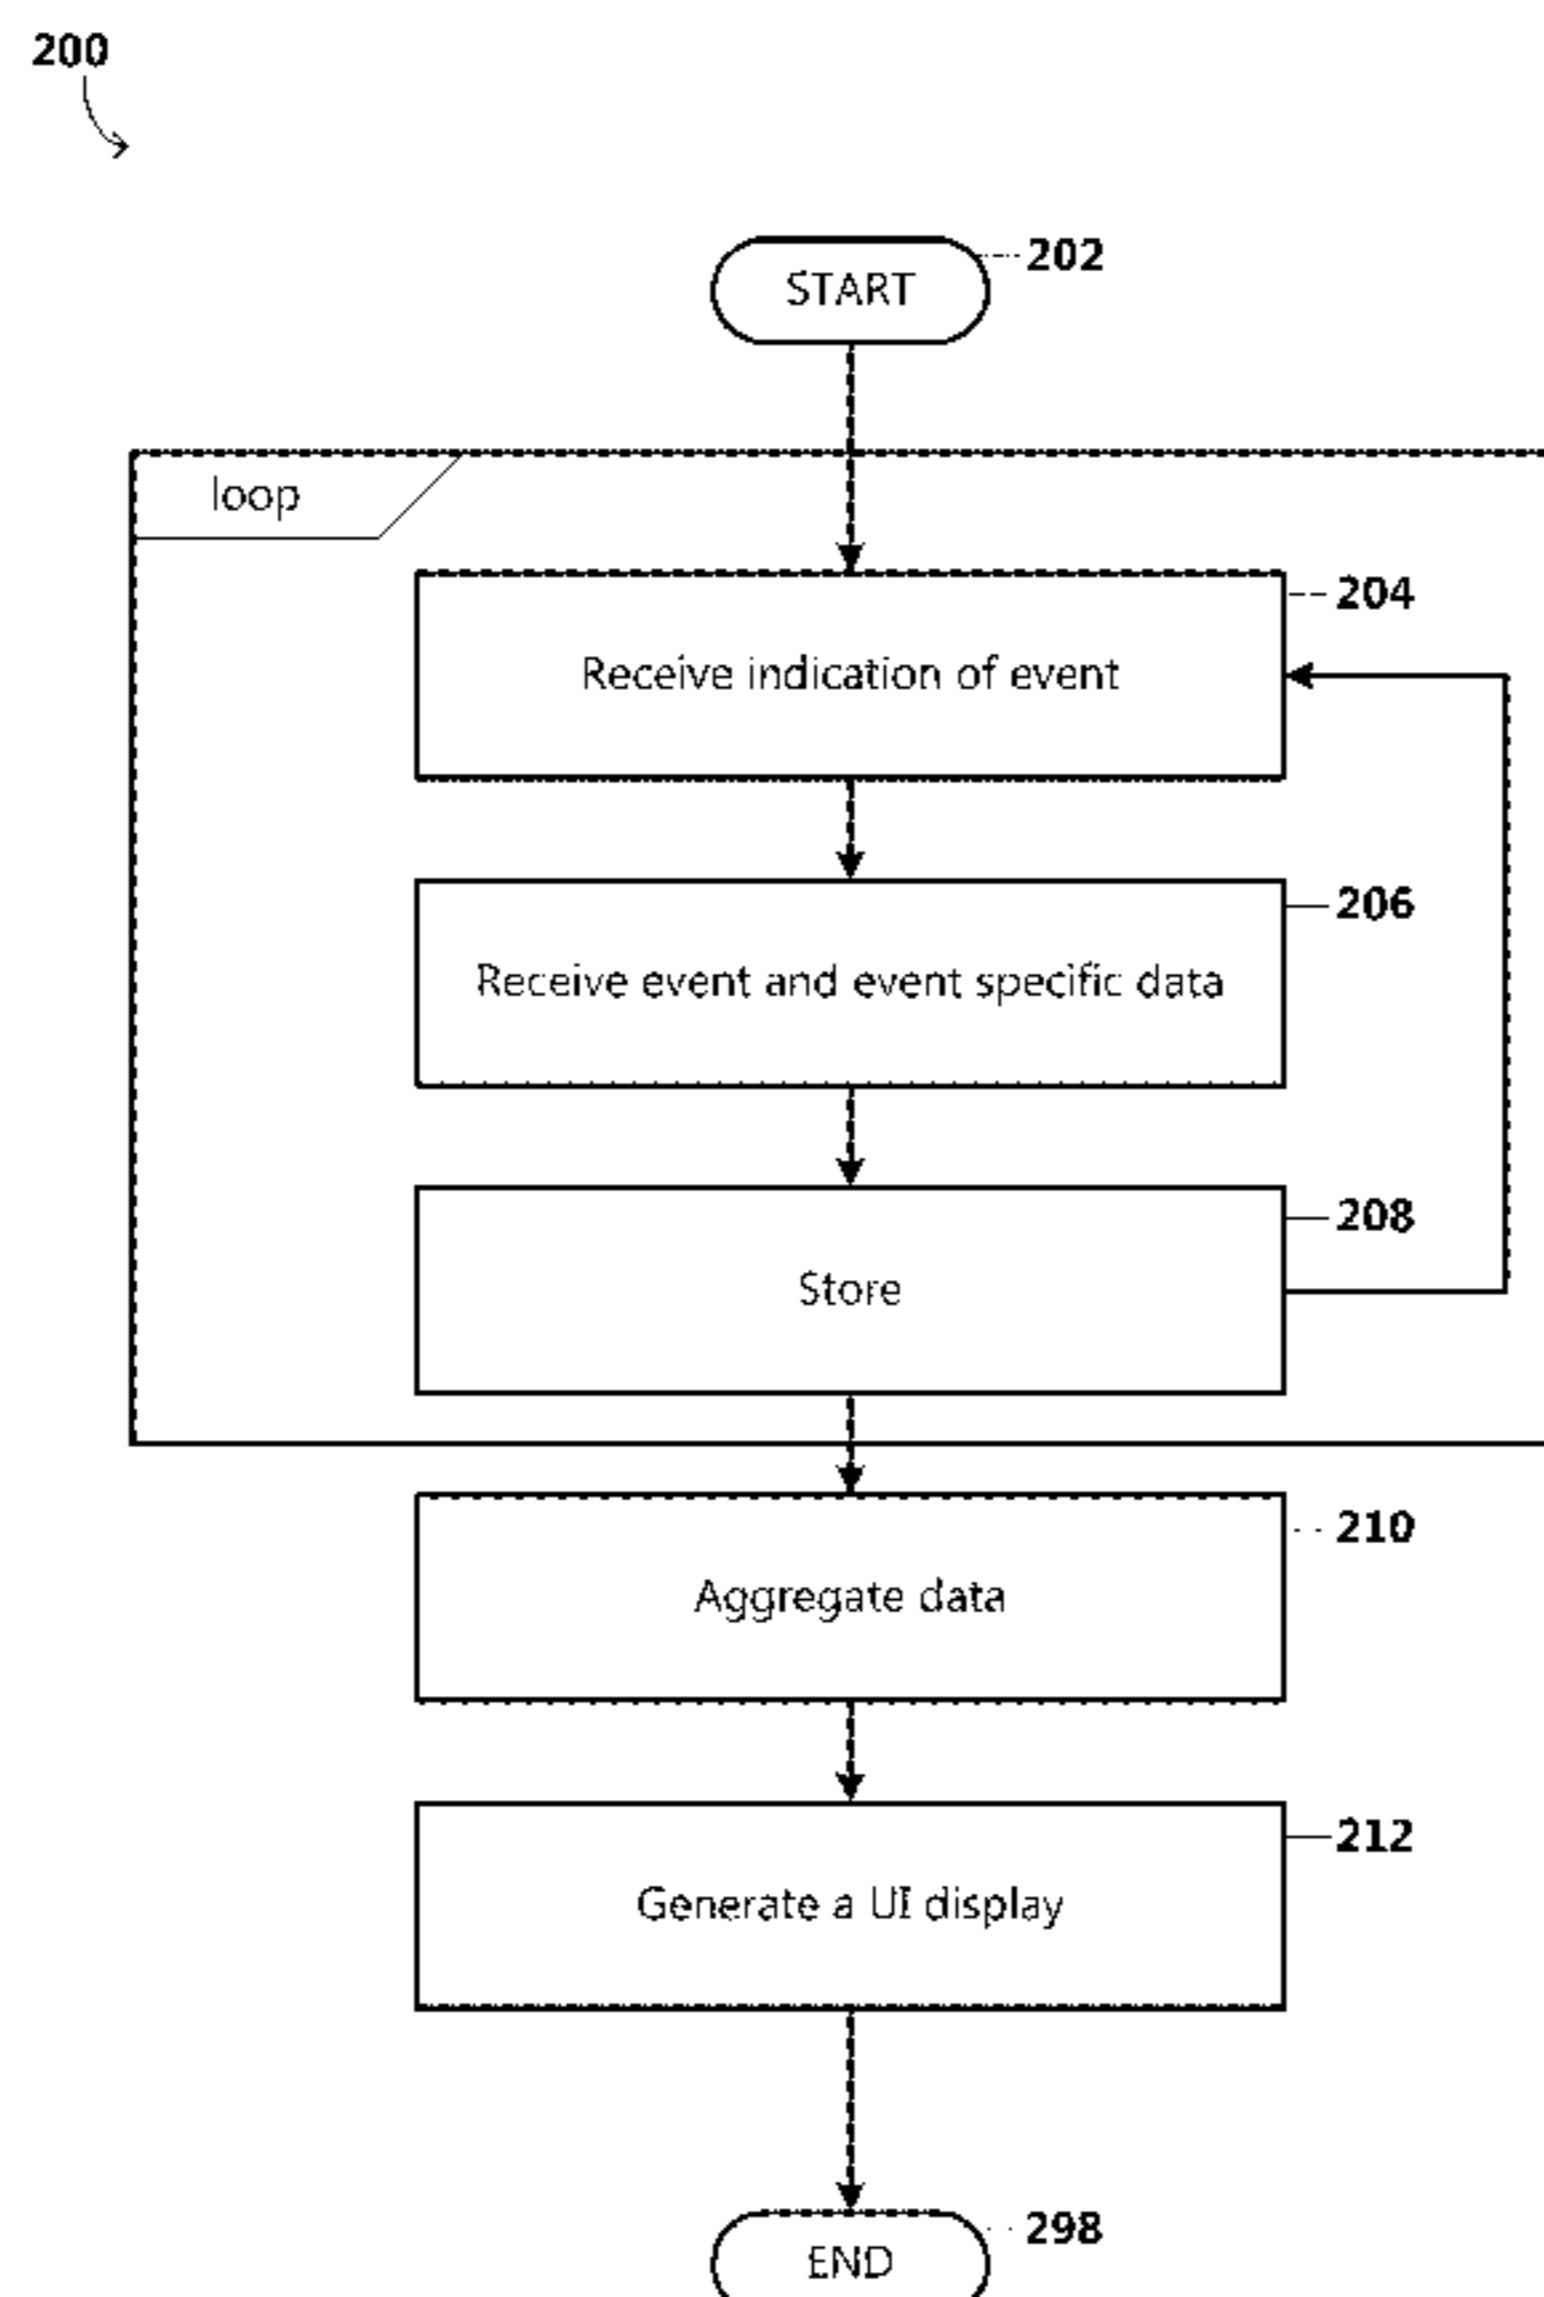 200
START
202
loop
204
Receive indication of event
206
Receive event and event specific data
208
Store
210
Aggregate data
212
Generate a UI display
298
END